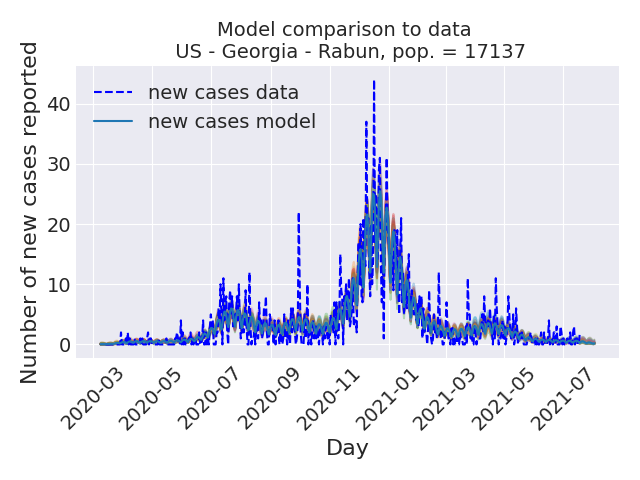 Model comparison to data
US - Georgia - Rabun, pop. = 17137
Number of new cases reported
new cases data
new cases model
40
30
20
10
0
2020-03
2020-05
2020-07
2020-09
2020-11
2021-01
2021-03
2021-05
2021-07
Day